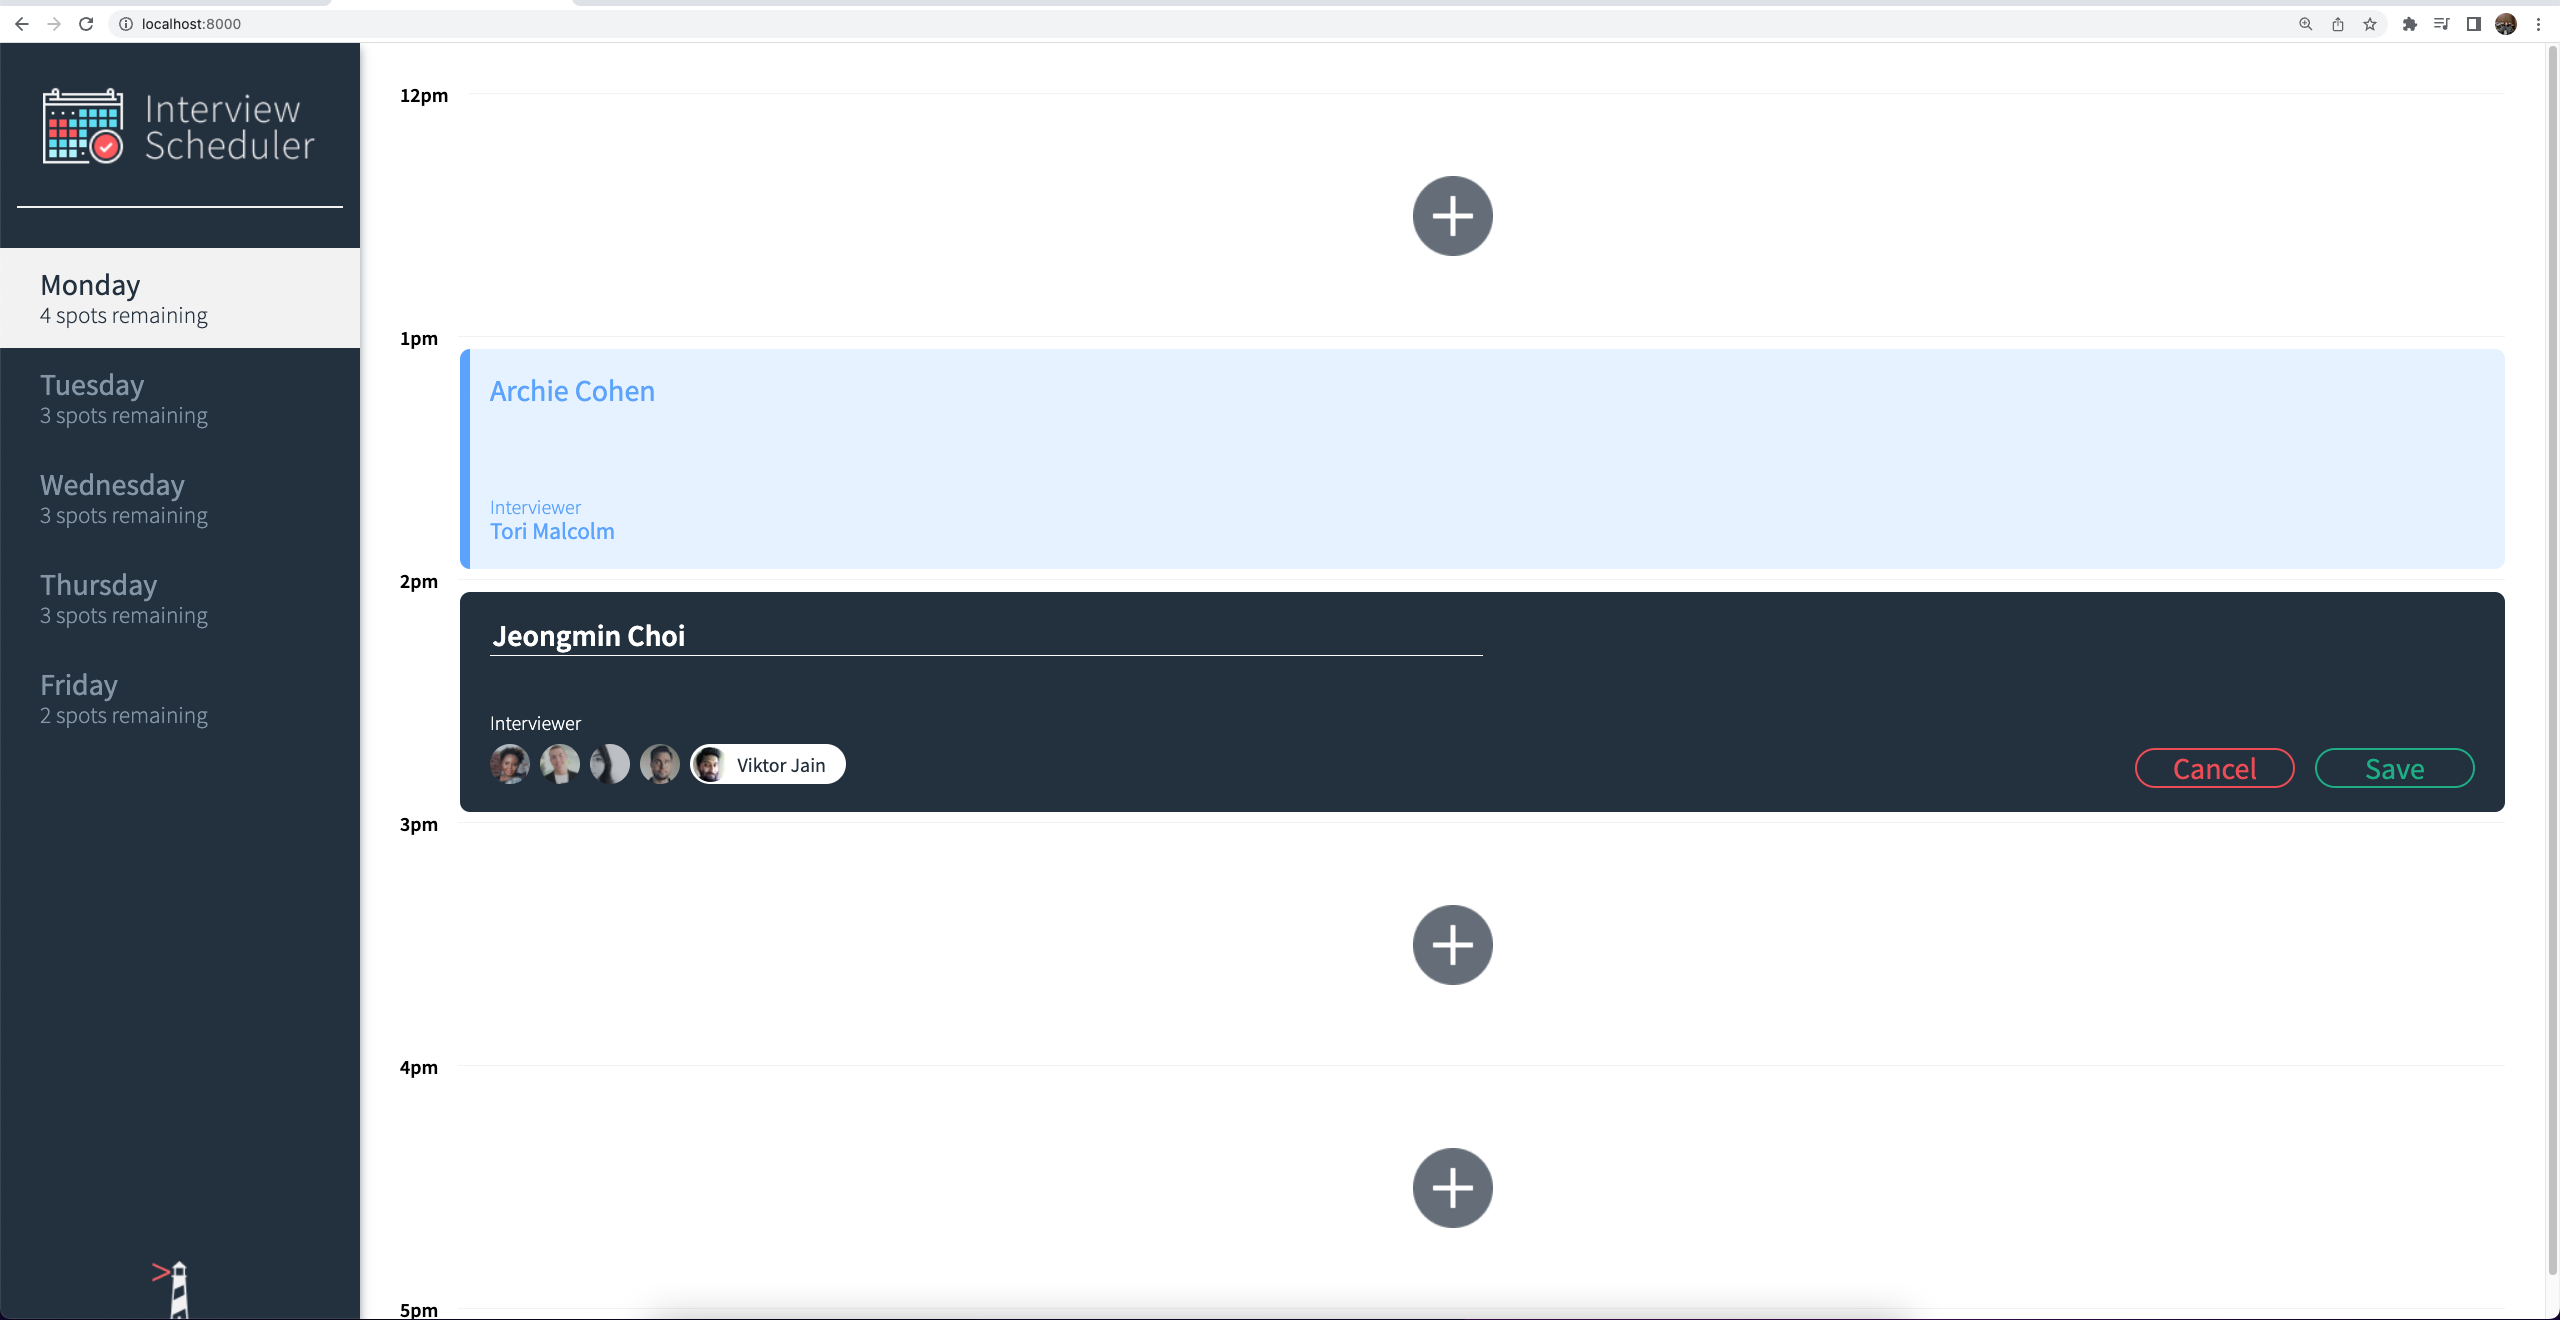 localhost:8000
Interview
Scheduler
Monday
4 spots remaining
Tuesday
3 spots remaining
Wednesday
3 spots remaining
Thursday
3 spots remaining
Friday
2 spots remaining
12pm
1pm
Archie Cohen
Interviewer
Tori Malcolm
2pm
Jeongmin Choi
Interviewer
Viktor Jain
Cancel Save
3pm
4pm
5pm